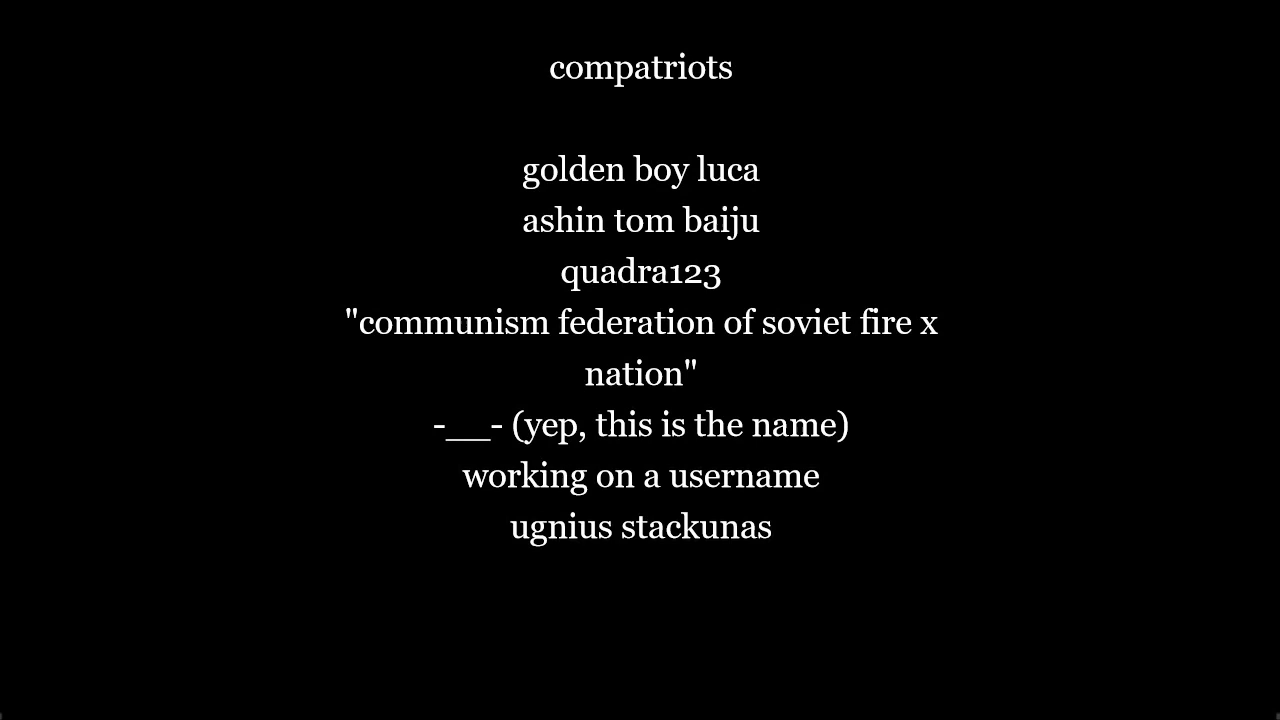 compatriots
golden boy luca
ashin tom baiju
quadra123
"communism federation of soviet fire x
nation"
-__- (yep, this is the name)
working on a username
ugnius stackunas